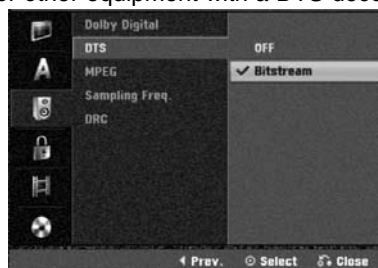 Dolby Digital
DTS
OFF
MPEG
✓ Bitstream
Sampling Freq.
DRC
A
Prev. Select Close